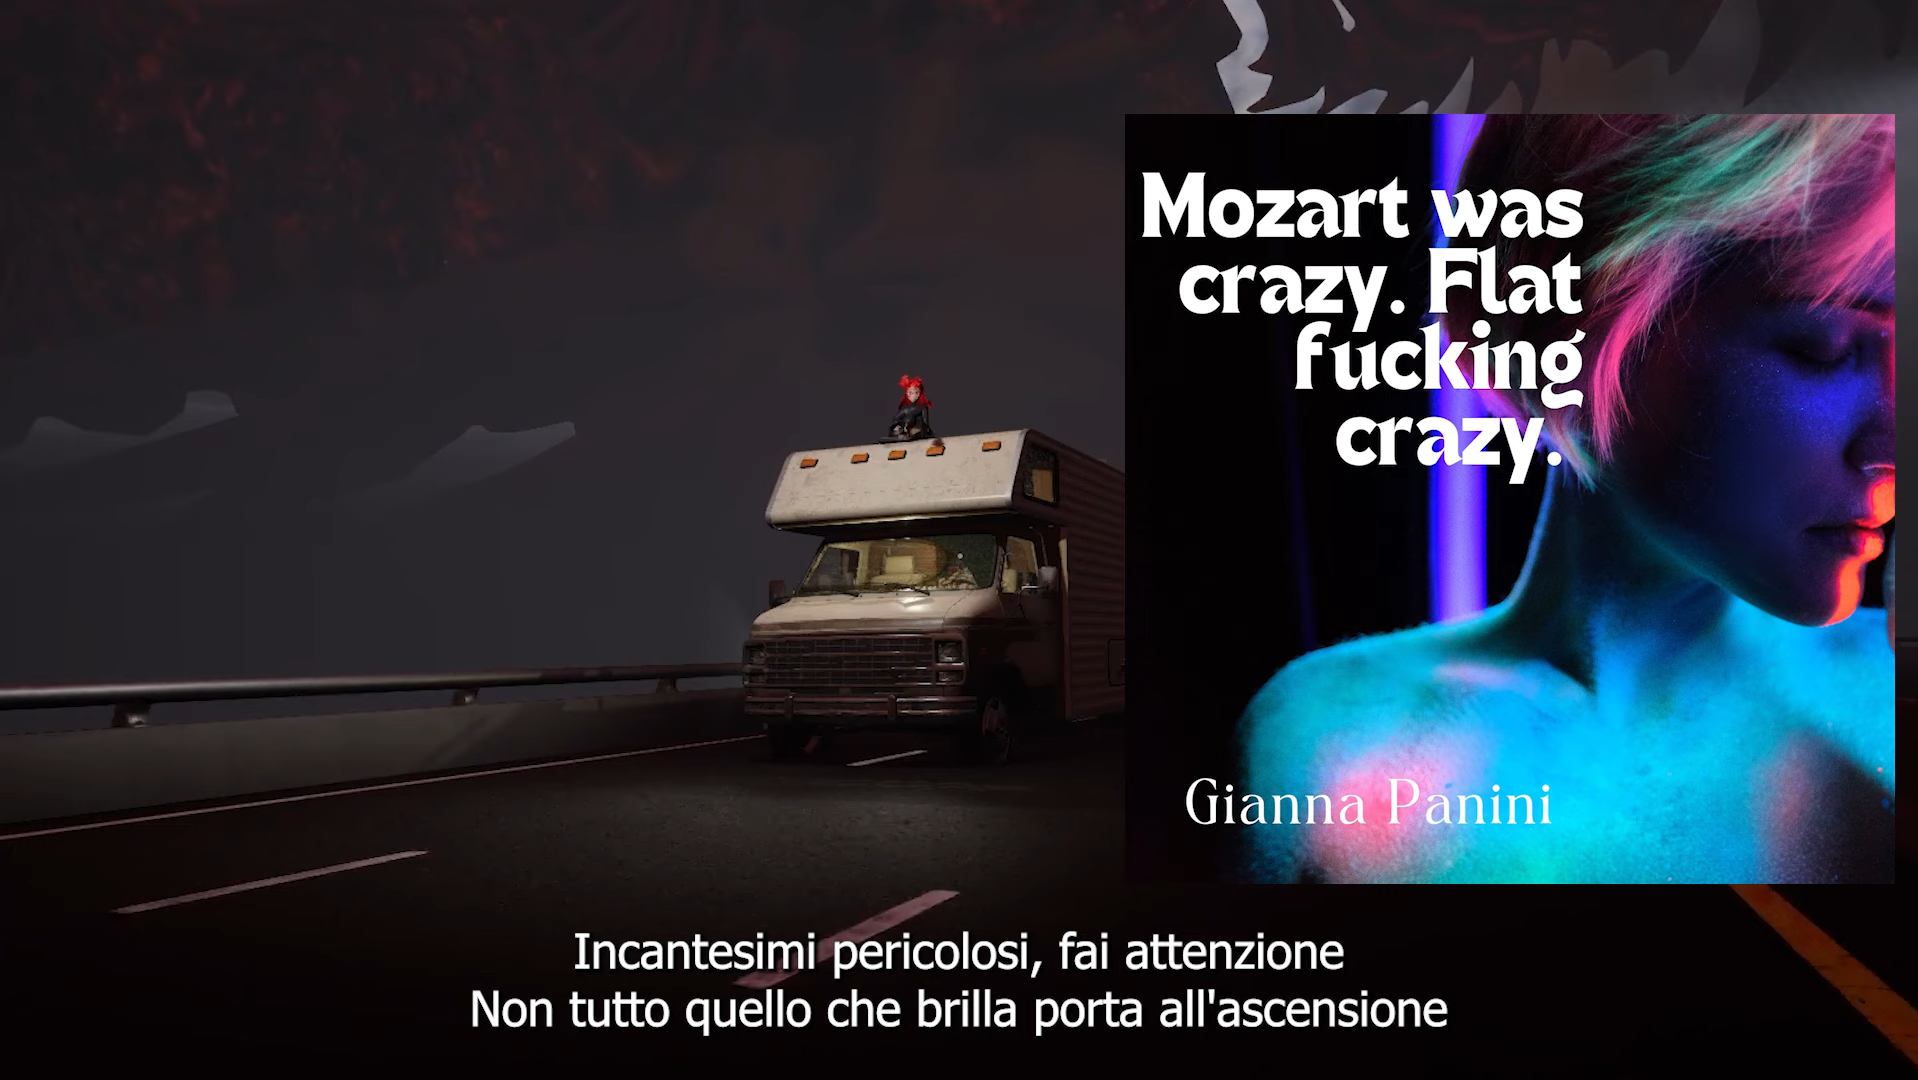 Mozart was
crazy. Flat
fucking
crazy.
Gianna Panini
Incantesimi pericolosi, fai attenzione
Non tutto quello che brilla porta all'ascensione